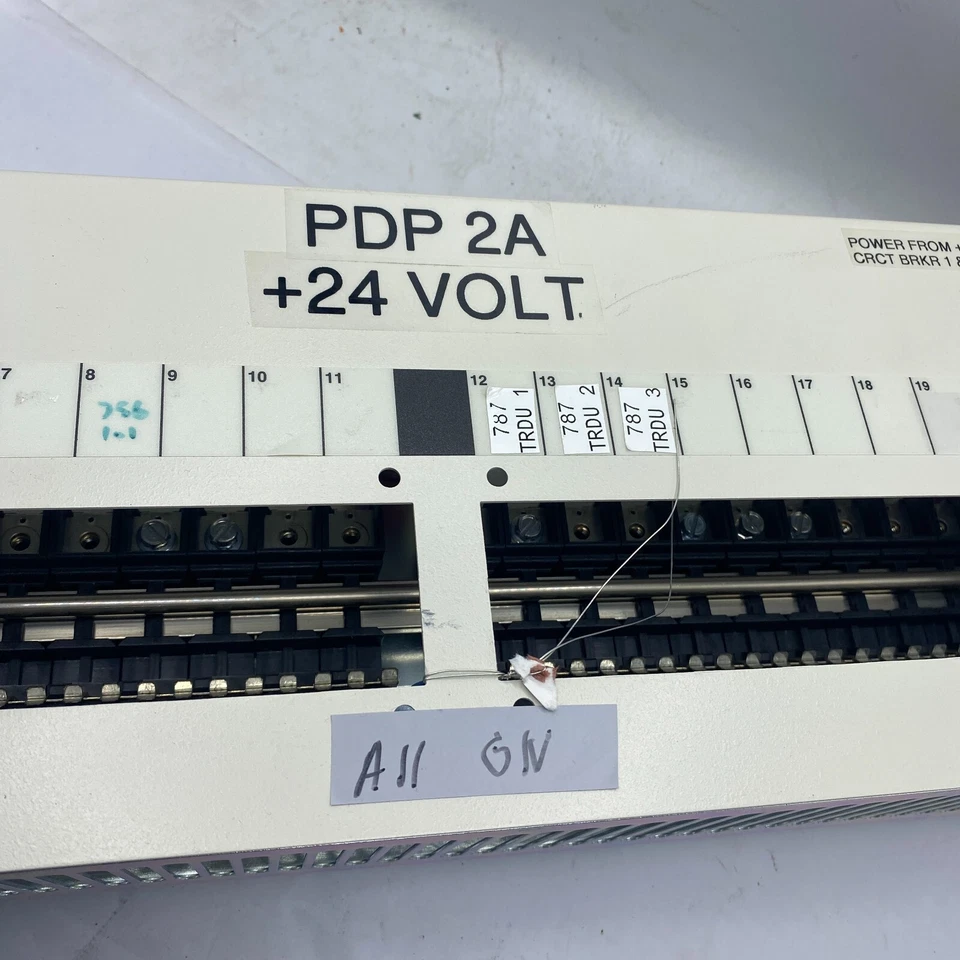 PDP 2A
+24 VOLT
POWER FROM +
CRCT BRKR 1 &
7 8 9 10 11 12 13 14 15 16 17 18 19
787
TRDU 1
787
TRDU 2
787
TRDU 3
All GN